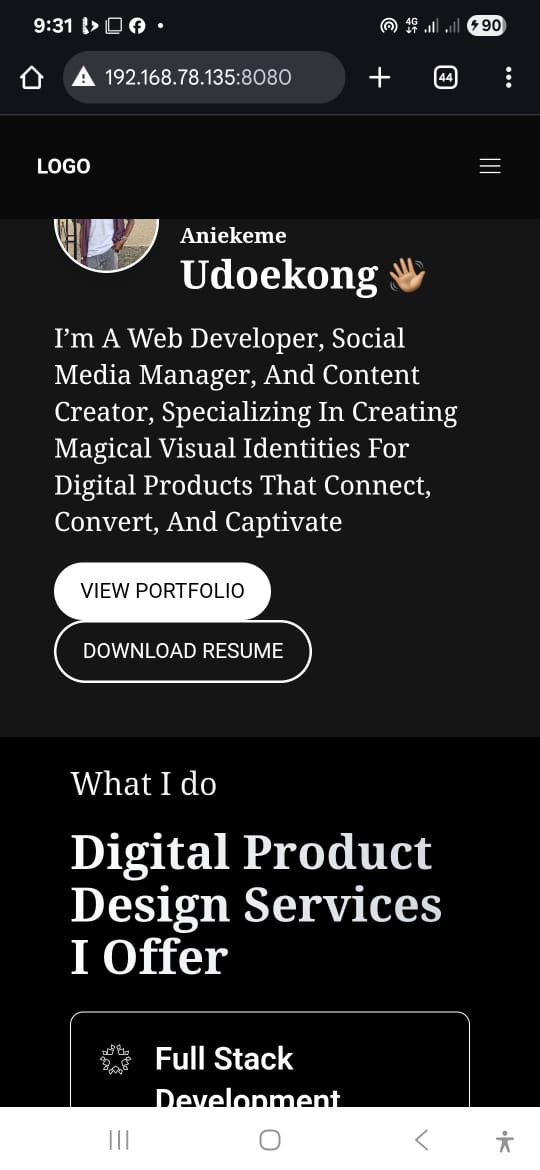 9:31
4G
90
192.168.78.135:8080
44
LOGO
Aniekeme
Udoekong 👋🏽
I’m A Web Developer, Social
Media Manager, And Content
Creator, Specializing In Creating
Magical Visual Identities For
Digital Products That Connect,
Convert, And Captivate
VIEW PORTFOLIO
DOWNLOAD RESUME
What I do
Digital Product
Design Services
I Offer
Full Stack
Development